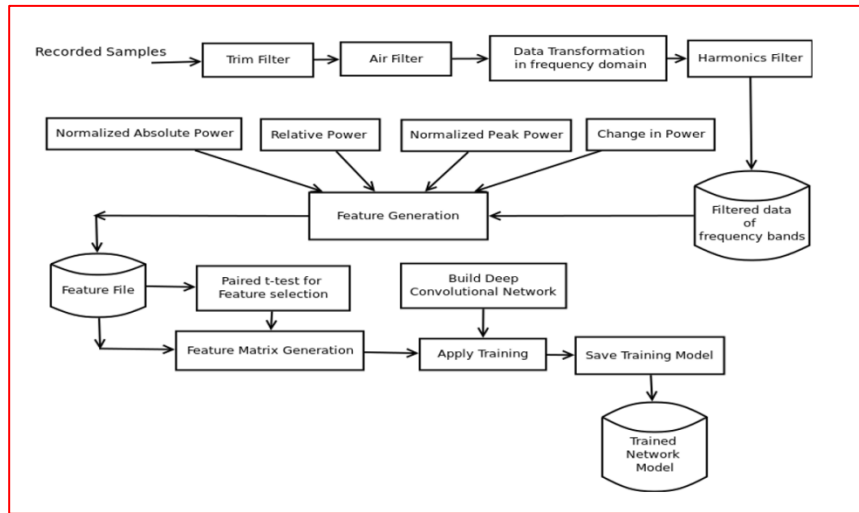 Recorded Samples
Trim Filter
Air Filter
Data Transformation
in frequency domain
Harmonics Filter
Normalized Absolute Power
Relative Power
Normalized Peak Power
Change in Power
Feature Generation
Filtered data
of
frequency bands
Feature File
Paired t-test for
Feature selection
Build Deep
Convolutional Network
Feature Matrix Generation
Apply Training
Save Training Model
Trained
Network
Model